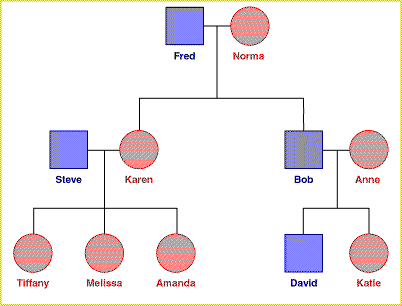 Fred Norma
Steve Karen Bob Anne
Tiffany Melissa Amanda David Katie